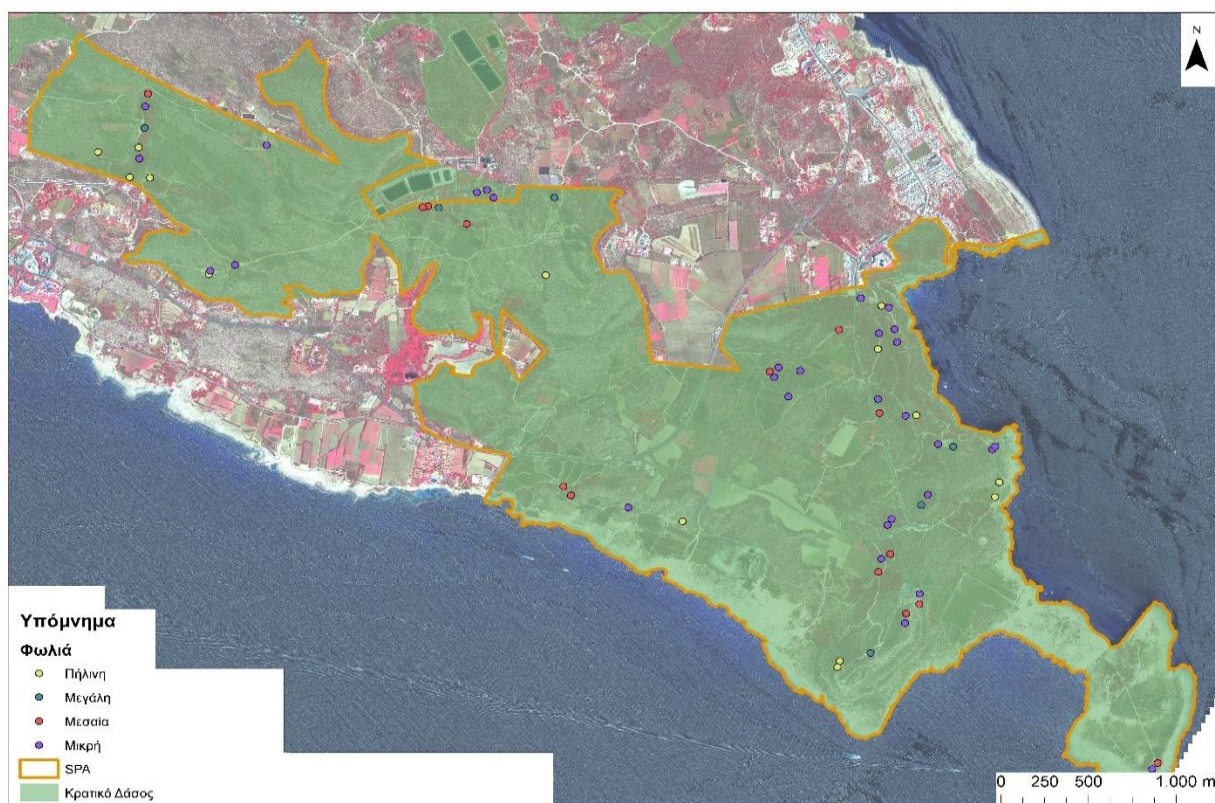 N
Υπόμνημα
Φωλιά
Πήλινη
Μεγάλη
Μεσαία
Μικρή
SPA
Κρατικό Δάσος
0 250 500 1.000 m